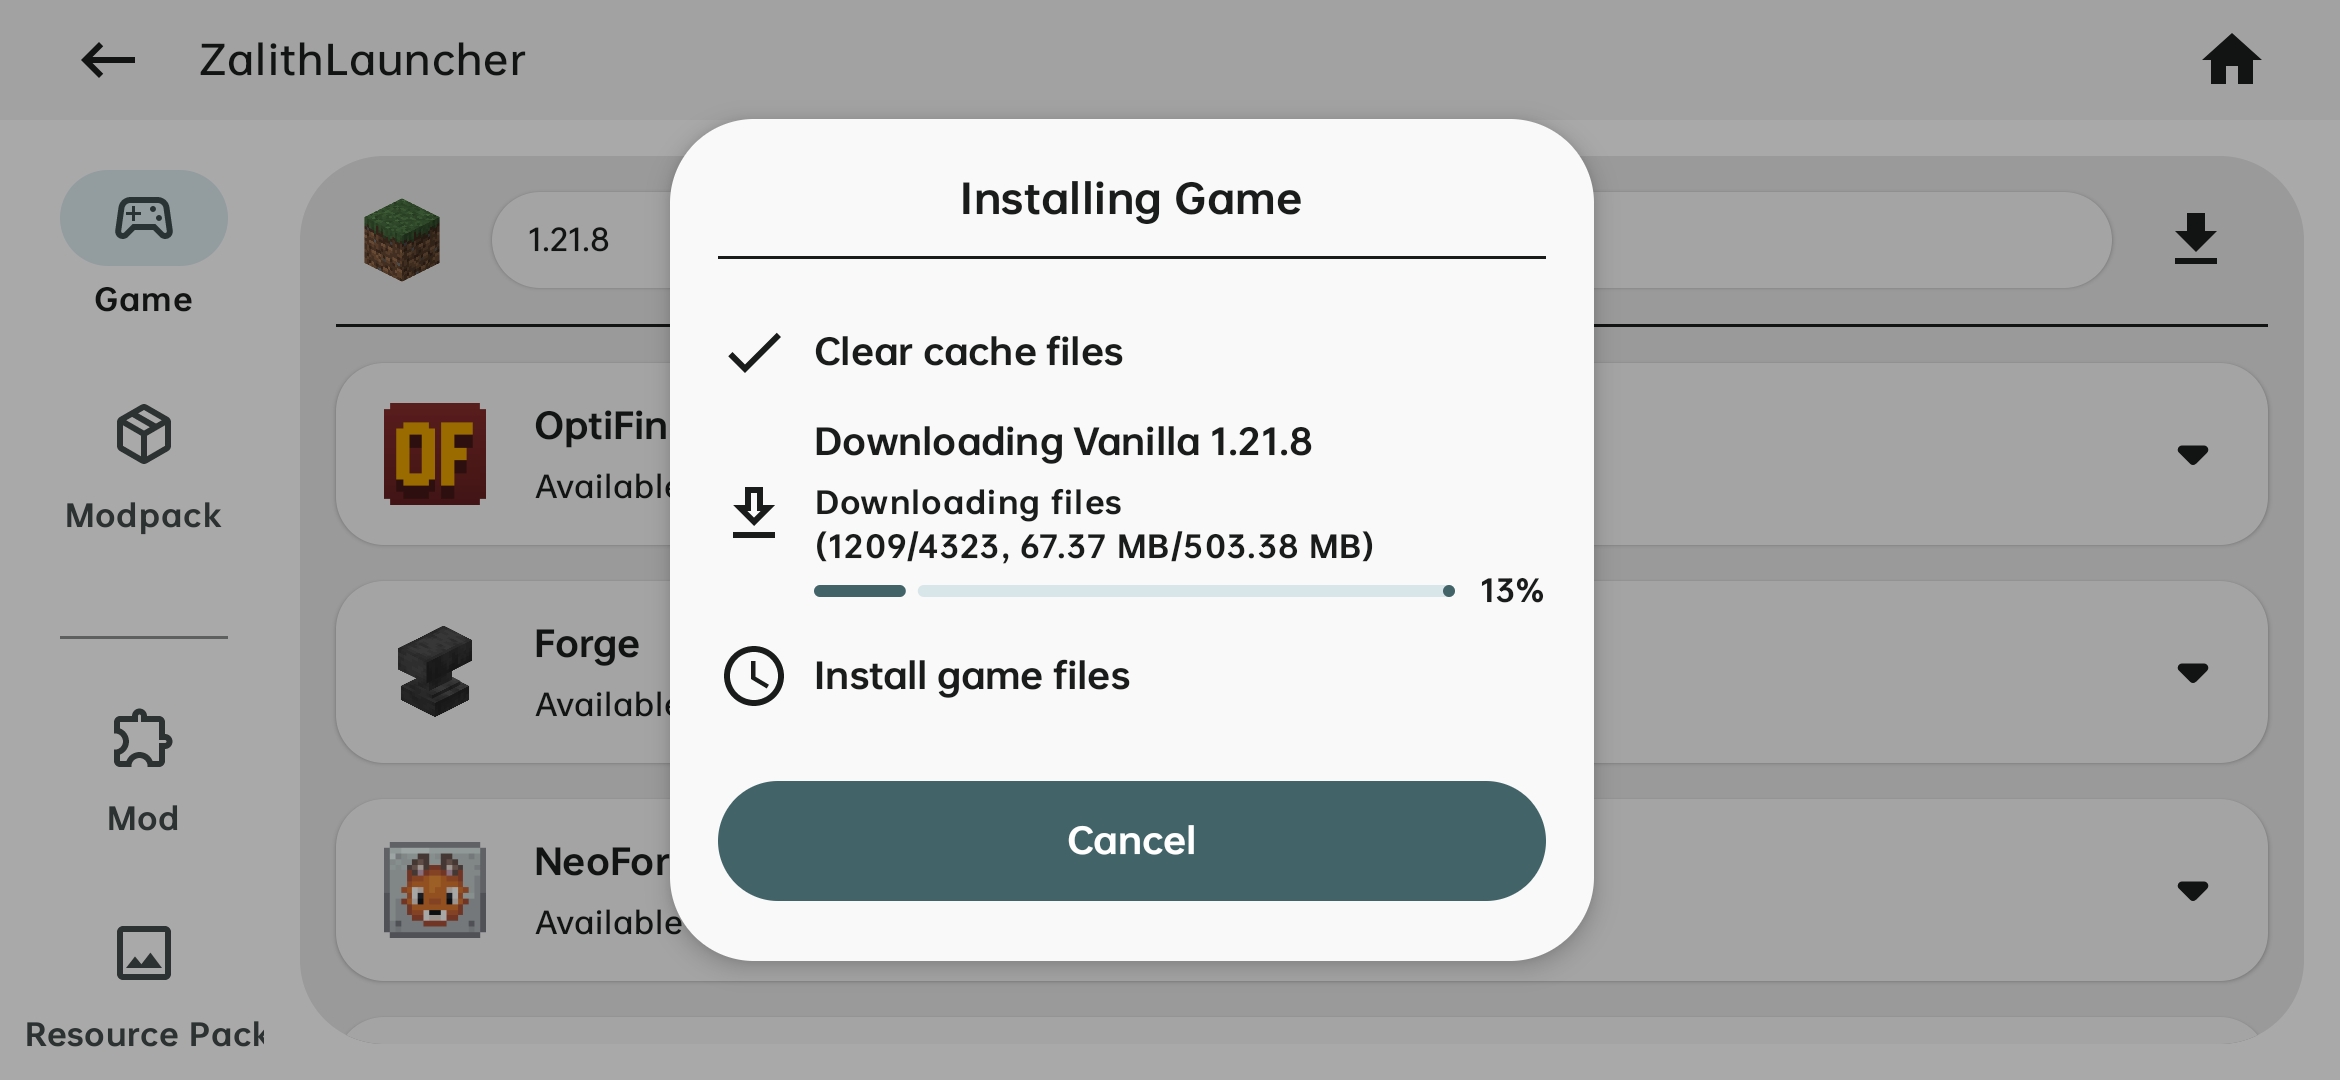 ZalithLauncher
Game
Modpack
Mod
Resource Pack
1.21.8
OF
OptiFin
Available
Forge
Available
NeoFor
Available
Installing Game
Clear cache files
Downloading Vanilla 1.21.8
Downloading files
(1209/4323, 67.37 MB/503.38 MB)
13%
Install game files
Cancel